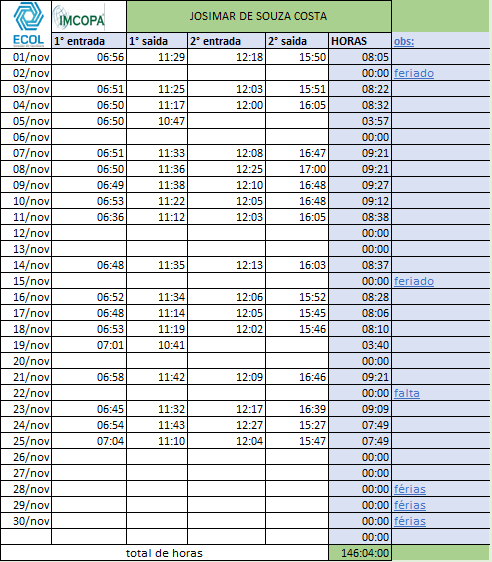 ECOL
IMCOPA
JOSIMAR DE SOUZA COSTA
1° entrada 1° saida 2° entrada 2° saida HORAS obs:
01/nov 06:56 11:29 12:18 15:50 08:05
02/nov 00:00 feriado
03/nov 06:51 11:25 12:03 15:51 08:22
04/nov 06:50 11:17 12:00 16:05 08:32
05/nov 06:50 10:47 03:57
06/nov 00:00
07/nov 06:51 11:33 12:08 16:47 09:21
08/nov 06:50 11:36 12:25 17:00 09:21
09/nov 06:49 11:38 12:10 16:48 09:27
10/nov 06:53 11:22 12:05 16:48 09:12
11/nov 06:36 11:12 12:03 16:05 08:38
12/nov 00:00
13/nov 00:00
14/nov 06:48 11:35 12:13 16:03 08:37
15/nov 00:00 feriado
16/nov 06:52 11:34 12:06 15:52 08:28
17/nov 06:48 11:14 12:05 15:45 08:06
18/nov 06:53 11:19 12:02 15:46 08:10
19/nov 07:01 10:41 03:40
20/nov 00:00
21/nov 06:58 11:42 12:09 16:46 09:21
22/nov 00:00 falta
23/nov 06:45 11:32 12:17 16:39 09:09
24/nov 06:54 11:43 12:27 15:27 07:49
25/nov 07:04 11:10 12:04 15:47 07:49
26/nov 00:00
27/nov 00:00
28/nov 00:00 férias
29/nov 00:00 férias
30/nov 00:00 férias
00:00
total de horas 146:04:00